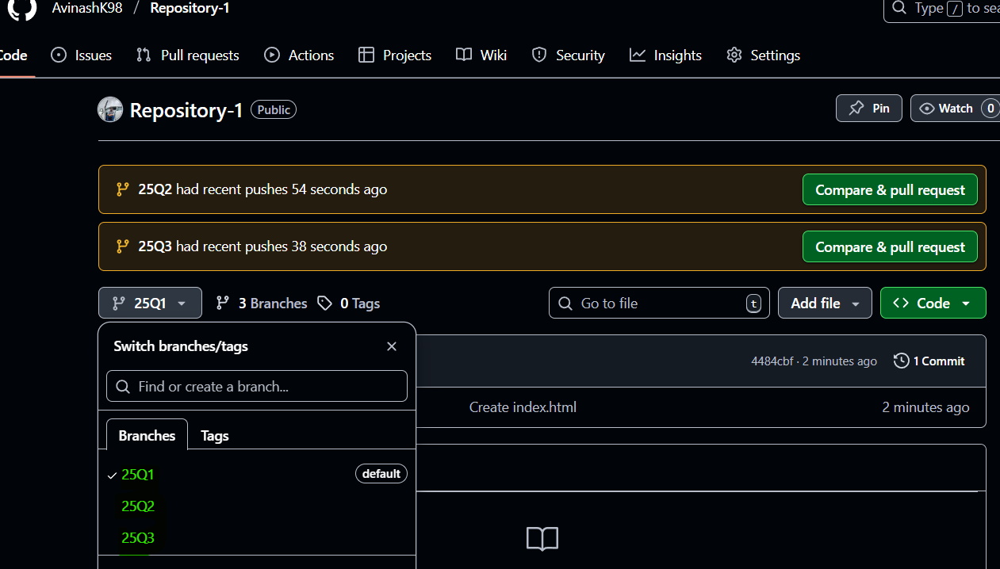 AvinashK98 / Repository-1
Type / to sea
Code Issues Pull requests Actions Projects Wiki Security Insights Settings
Repository-1 Public
Pin Watch 0
25Q2 had recent pushes 54 seconds ago Compare & pull request
25Q3 had recent pushes 38 seconds ago Compare & pull request
25Q1 3 Branches 0 Tags Go to file t Add file Code
Switch branches/tags
4484cbf · 2 minutes ago 1 Commit
Find or create a branch...
Create index.html 2 minutes ago
Branches Tags
25Q1 default
25Q2
25Q3